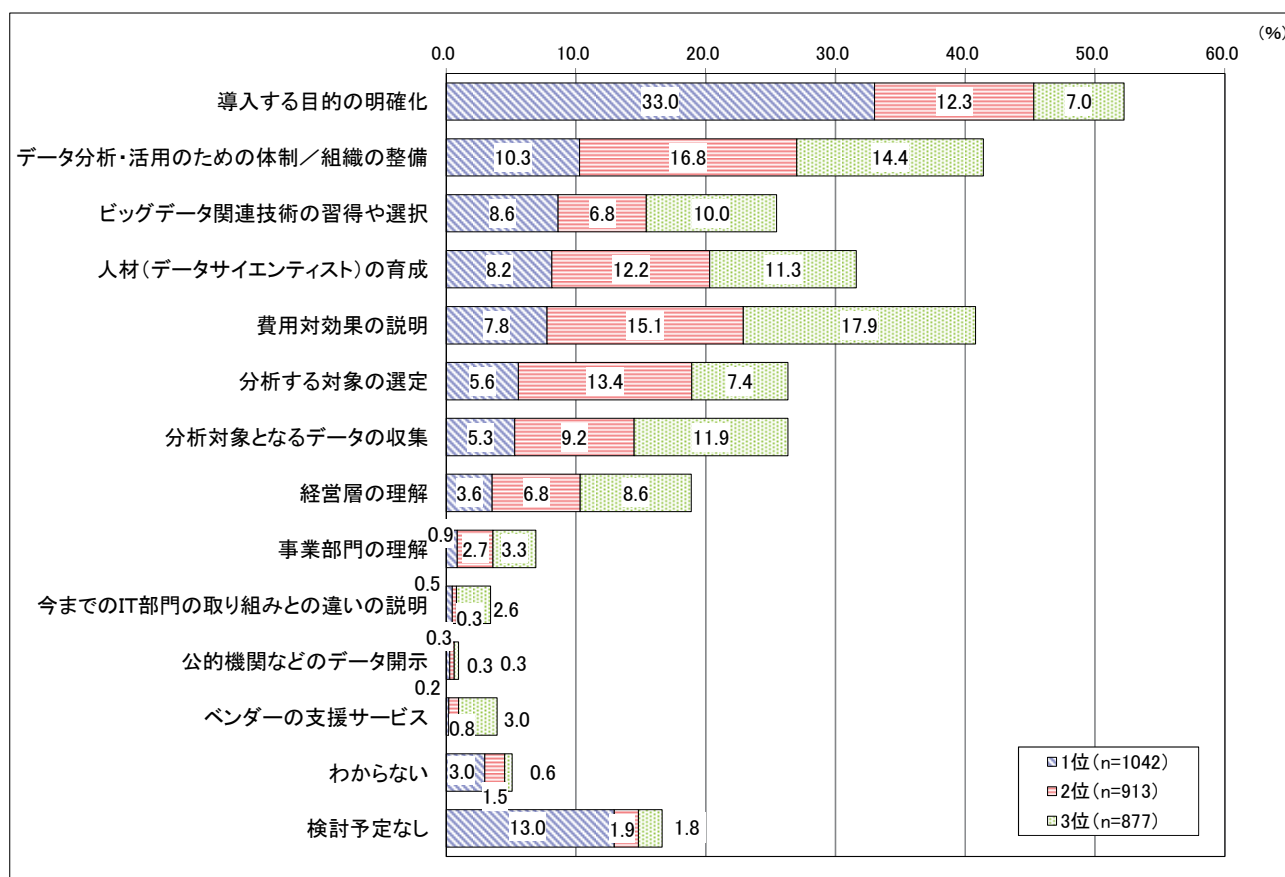 (%)
0.0 10.0 20.0 30.0 40.0 50.0 60.0
導入する目的の明確化 33.0 12.3 7.0
データ分析・活用のための体制／組織の整備 10.3 16.8 14.4
ビッグデータ関連技術の習得や選択 8.6 6.8 10.0
人材（データサイエンティスト）の育成 8.2 12.2 11.3
費用対効果の説明 7.8 15.1 17.9
分析する対象の選定 5.6 13.4 7.4
分析対象となるデータの収集 5.3 9.2 11.9
経営層の理解 3.6 6.8 8.6
事業部門の理解 0.9 2.7 3.3
今までのIT部門の取り組みとの違いの説明 0.5 0.3 2.6
公的機関などのデータ開示 0.3 0.3 0.3
ベンダーの支援サービス 0.2 0.8 3.0
わからない 3.0 1.5 0.6
検討予定なし 13.0 1.9 1.8
1位（n=1042）
2位（n=913）
3位（n=877）